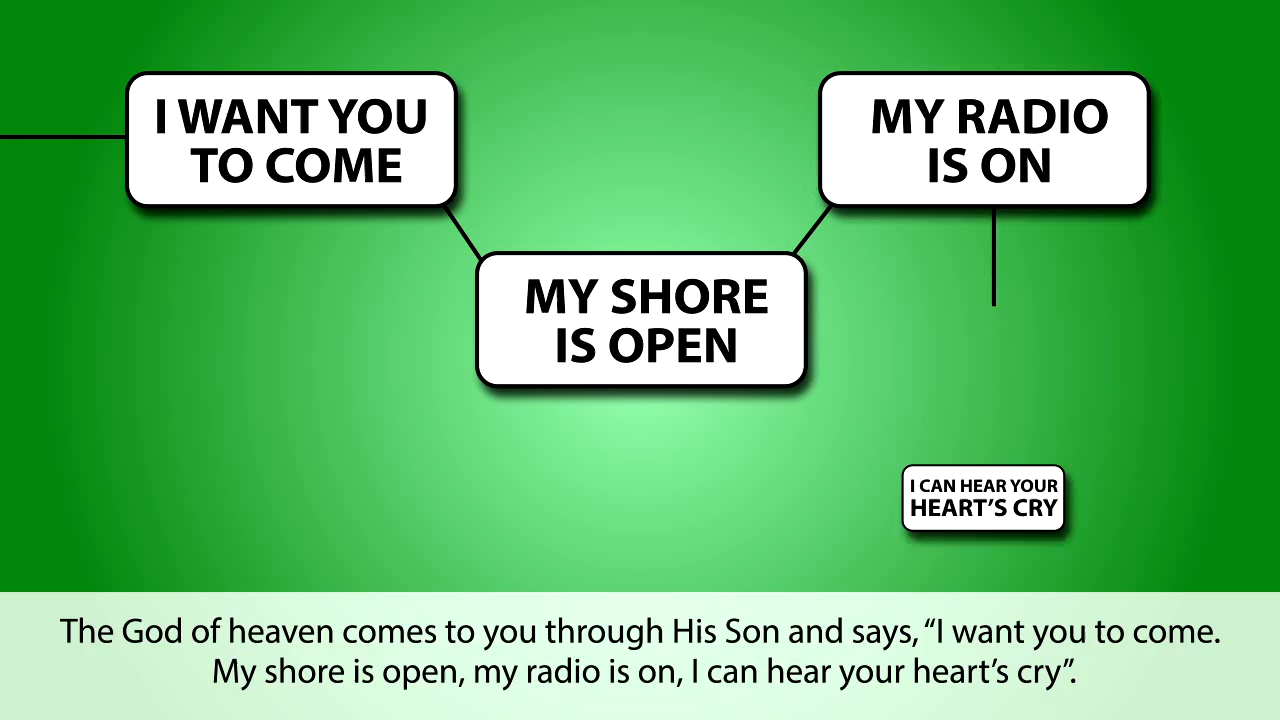 I WANT YOU
TO COME
MY SHORE
IS OPEN
MY RADIO
IS ON
I CAN HEAR YOUR
HEART’S CRY
The God of heaven comes to you through His Son and says, “I want you to come.
My shore is open, my radio is on, I can hear your heart’s cry”.